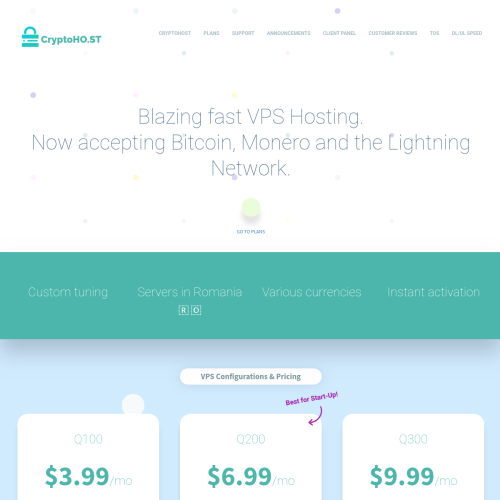 CryptoHO.ST
CRYPTOHOST PLANS SUPPORT ANNOUNCEMENTS CLIENT PANEL CUSTOMER REVIEWS TOS DL/UL SPEED
Blazing fast VPS Hosting.
Now accepting Bitcoin, Monero and the Lightning
Network.
GO TO PLANS
Custom tuning Servers in Romania Various currencies Instant activation
🇷 🇴
VPS Configurations & Pricing
Best for Start-Up!
Q100 Q200 Q300
$3.99/mo $6.99/mo $9.99/mo